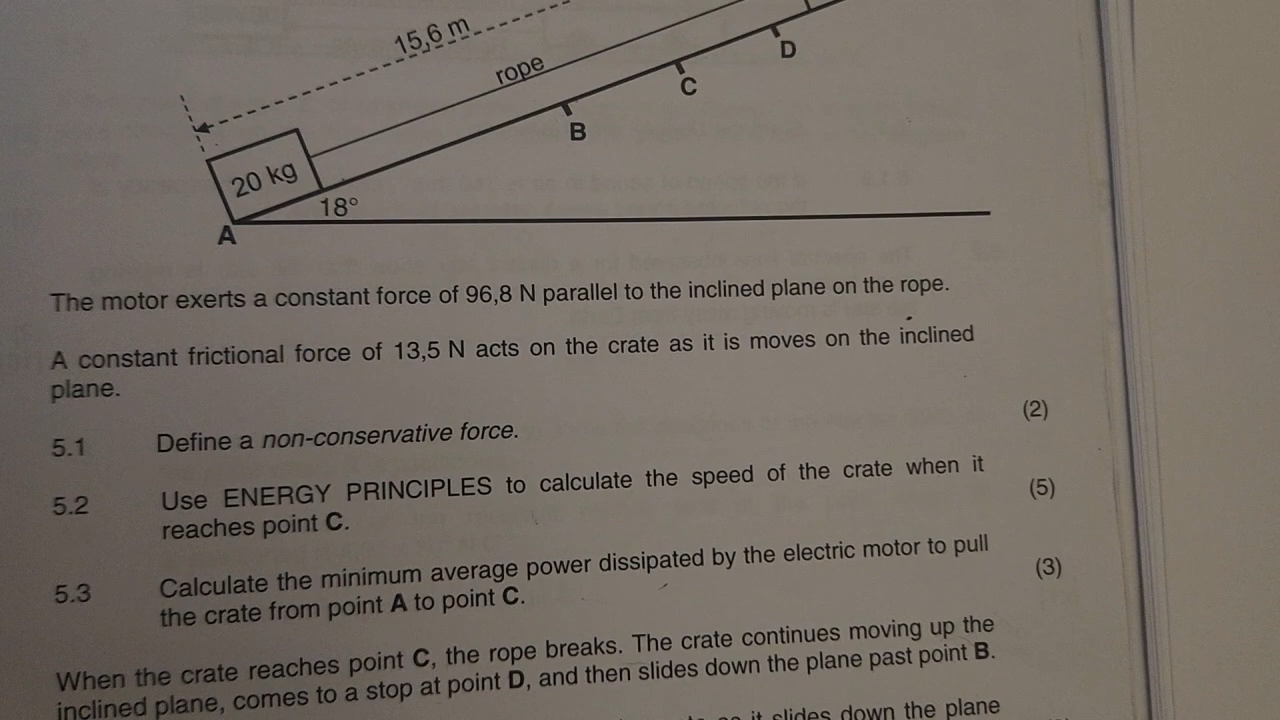 15,6 m
rope
D
C
B
20 kg
18°
A
The motor exerts a constant force of 96,8 N parallel to the inclined plane on the rope.
A constant frictional force of 13,5 N acts on the crate as it is moves on the inclined
plane.
5.1 Define a non-conservative force. (2)
5.2 Use ENERGY PRINCIPLES to calculate the speed of the crate when it
reaches point C. (5)
5.3 Calculate the minimum average power dissipated by the electric motor to pull
the crate from point A to point C. (3)
When the crate reaches point C, the rope breaks. The crate continues moving up the
inclined plane, comes to a stop at point D, and then slides down the plane past point B.
it slides down the plane